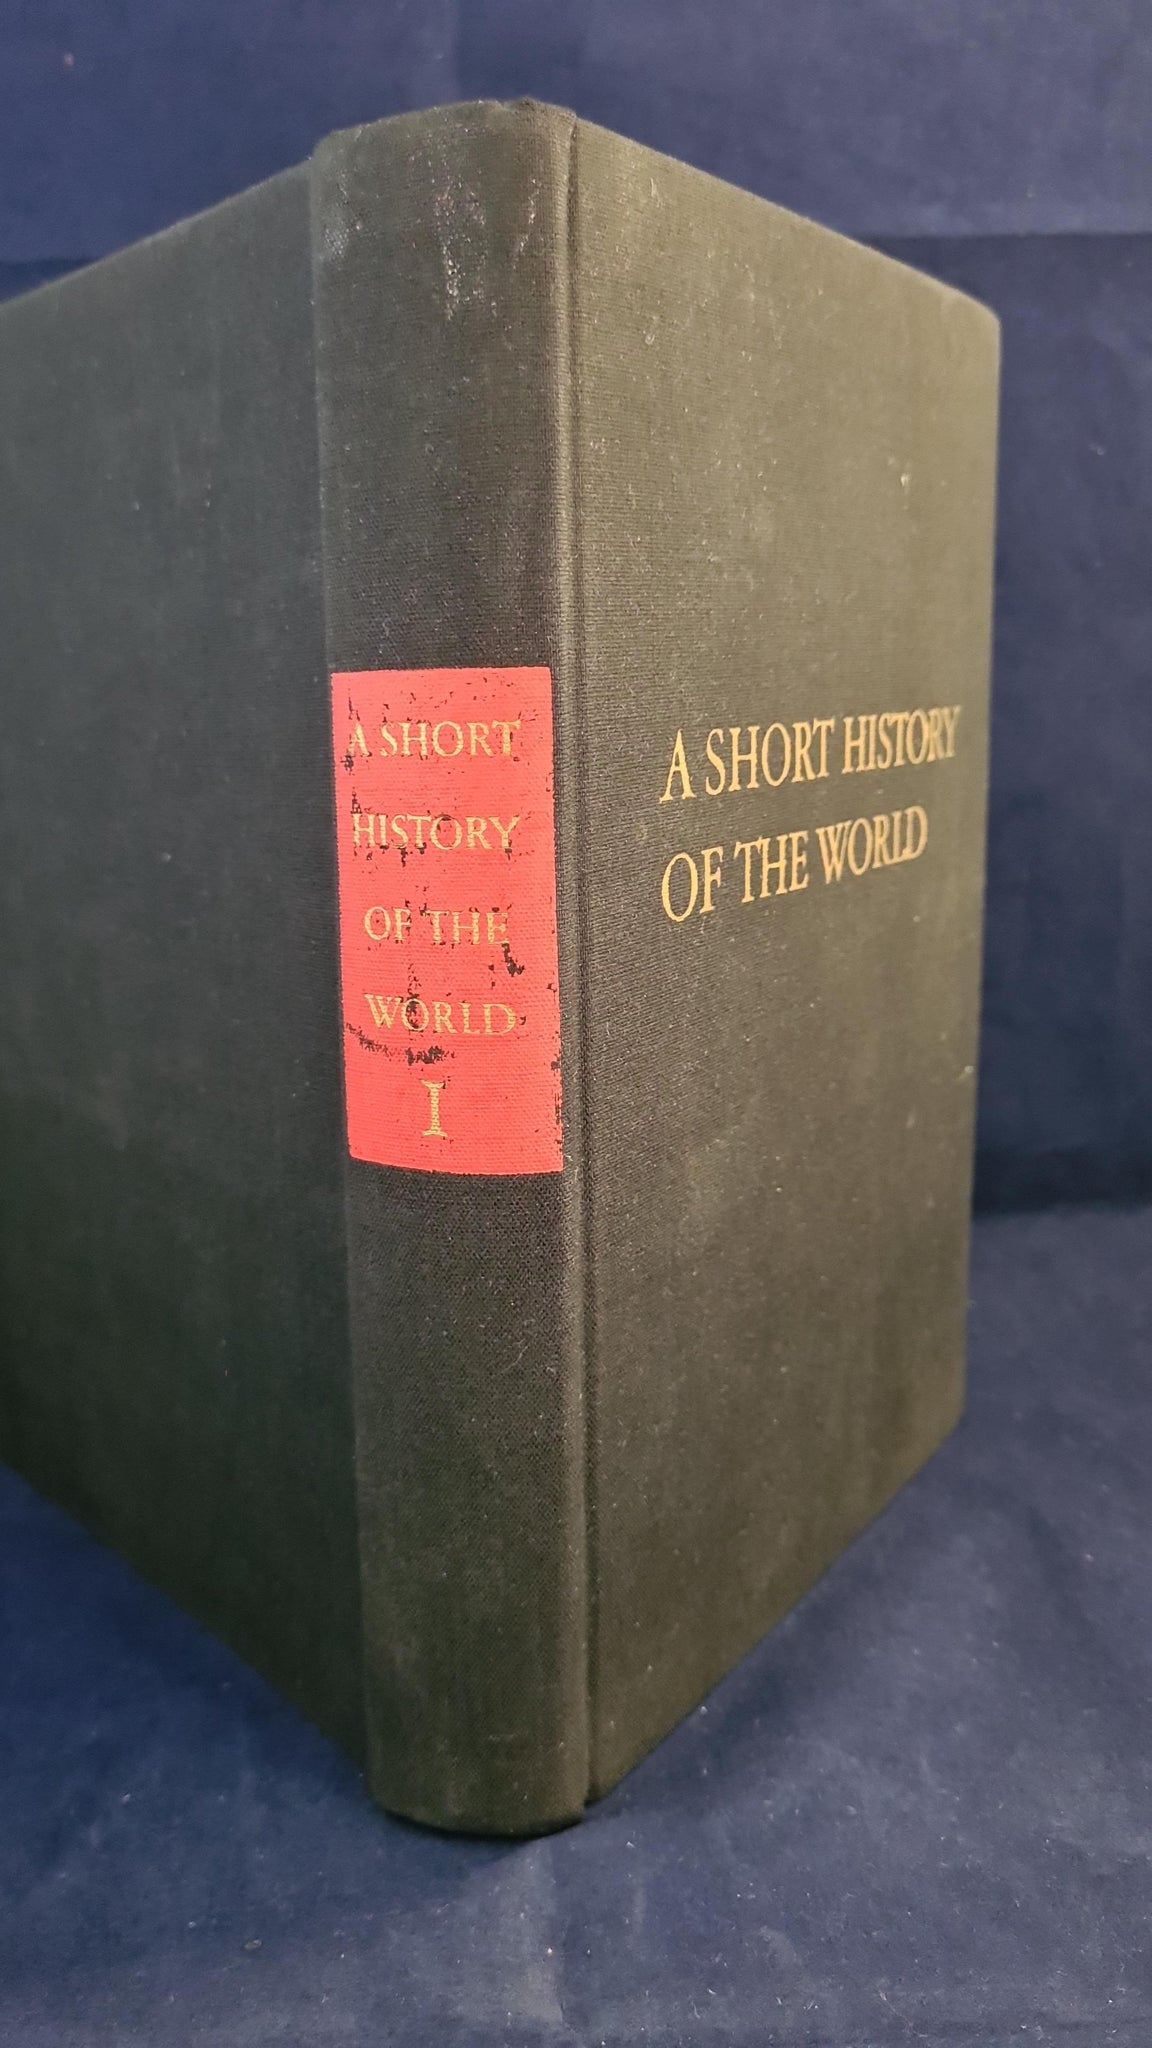 A SHORT
HISTORY
OF THE
WORLD
I
A SHORT HISTORY
OF THE WORLD